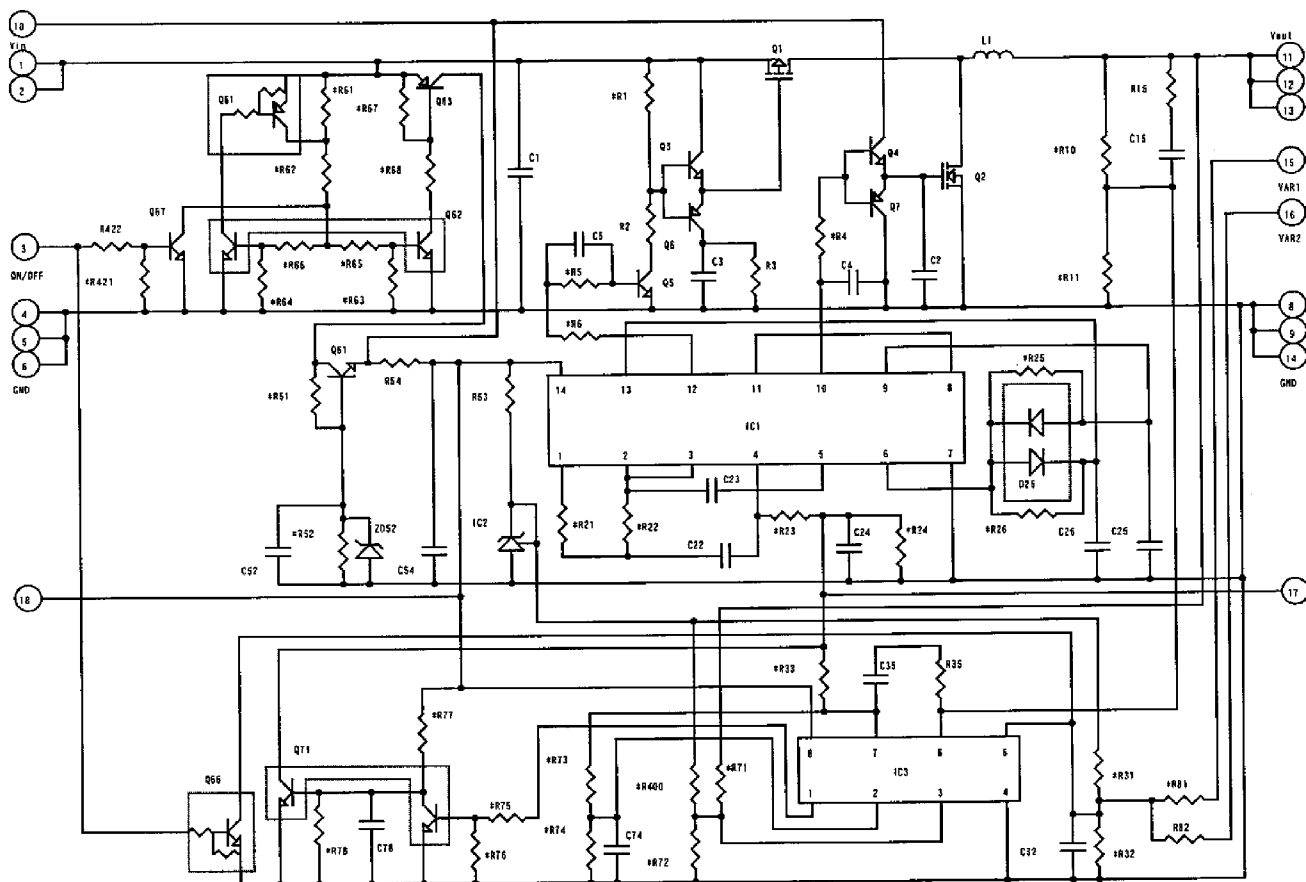 10
Vin
1
2
Q61
*R61
*R67
Q63
*R62
*R68
C1
*R1
Q3
Q1
L1
Vout
11
12
13
R15
C15
*R10
Q4
Q2
Q7
15
VAR1
16
VAR2
3
ON/OFF
R422
*R421
Q67
Q62
*R66
*R65
*R64
*R63
R2
Q6
C5
*R5
Q5
C3
R3
*R4
C4
C2
*R11
4
5
6
GND
*R6
8
9
14
GND
Q51
*R51
R54
R53
14
13
12
11
10
9
8
IC1
1
2
3
4
5
6
7
*R25
D25
*R26
C26
C25
C23
*R21
*R22
C22
*R23
C24
*R24
*R52
ZD52
C52
C54
IC2
18
17
*R33
C35
R35
*R77
Q71
Q66
*R73
*R400
*R71
8
7
6
5
IC3
1
2
3
4
*R31
*R81
R82
*R75
*R74
C74
*R72
*R78
C78
*R76
C32
*R32